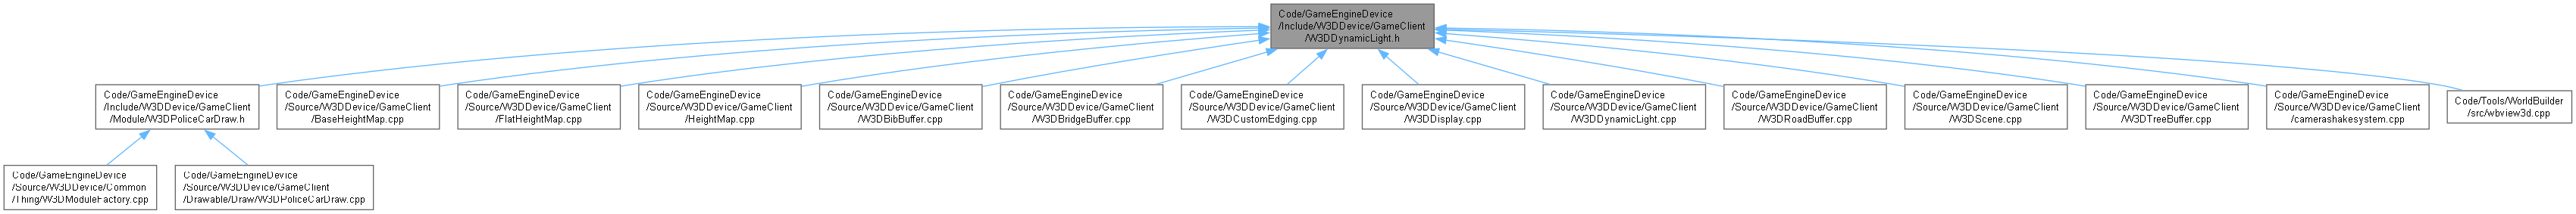 Code/GameEngineDevice
/Include/W3DDevice/GameClient
/W3DDynamicLight.h
Code/GameEngineDevice
/Include/W3DDevice/GameClient
/Module/W3DPoliceCarDraw.h
Code/GameEngineDevice
/Source/W3DDevice/GameClient
/BaseHeightMap.cpp
Code/GameEngineDevice
/Source/W3DDevice/GameClient
/FlatHeightMap.cpp
Code/GameEngineDevice
/Source/W3DDevice/GameClient
/HeightMap.cpp
Code/GameEngineDevice
/Source/W3DDevice/GameClient
/W3DBibBuffer.cpp
Code/GameEngineDevice
/Source/W3DDevice/GameClient
/W3DBridgeBuffer.cpp
Code/GameEngineDevice
/Source/W3DDevice/GameClient
/W3DCustomEdging.cpp
Code/GameEngineDevice
/Source/W3DDevice/GameClient
/W3DDisplay.cpp
Code/GameEngineDevice
/Source/W3DDevice/GameClient
/W3DDynamicLight.cpp
Code/GameEngineDevice
/Source/W3DDevice/GameClient
/W3DRoadBuffer.cpp
Code/GameEngineDevice
/Source/W3DDevice/GameClient
/W3DScene.cpp
Code/GameEngineDevice
/Source/W3DDevice/GameClient
/W3DTreeBuffer.cpp
Code/GameEngineDevice
/Source/W3DDevice/GameClient
/camerashakesystem.cpp
Code/Tools/WorldBuilder
/src/wbview3d.cpp
Code/GameEngineDevice
/Source/W3DDevice/Common
/Thing/W3DModuleFactory.cpp
Code/GameEngineDevice
/Source/W3DDevice/GameClient
/Drawable/Draw/W3DPoliceCarDraw.cpp